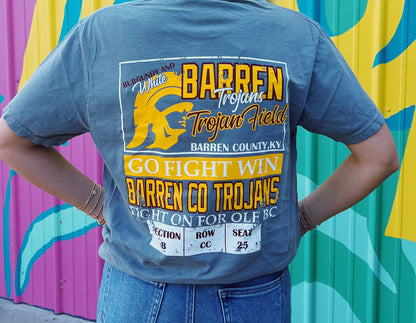 BURGUNDY AND
White
BARREN
Trojans
Trojan Field
BARREN COUNTY, KY
GO FIGHT WIN
BARREN CO TROJANS
FIGHT ON FOR OLE BC
SECTION ROW SEAT
B CC 25